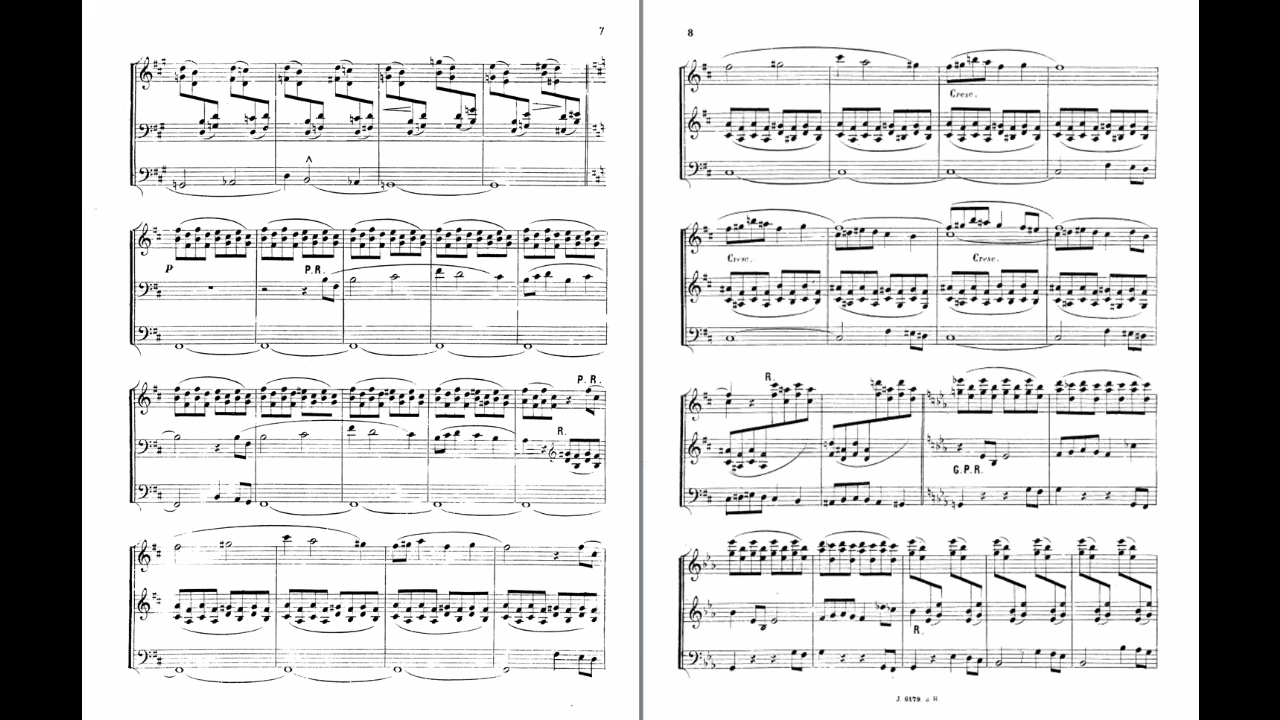 7
p
P.R.
P.R.
R.
8
Cresc.
Cresc.
Cresc.
R.
G.P.R.
R.
J. 6179. H.